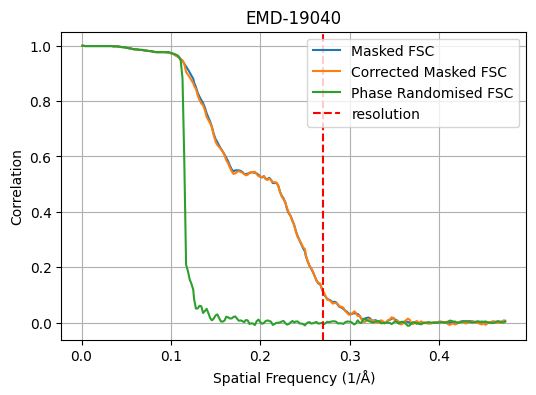 EMD-19040
Masked FSC
Corrected Masked FSC
Phase Randomised FSC
resolution
1.0
0.8
0.6
0.4
0.2
0.0
Correlation
0.0 0.1 0.2 0.3 0.4
Spatial Frequency (1/Å)